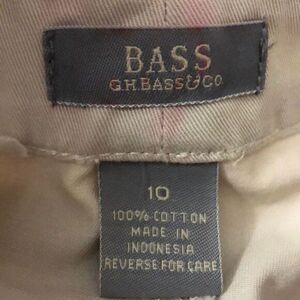 BASS
G.H.BASS&CO
10
100% COTTON
MADE IN
INDONESIA
REVERSE FOR CARE